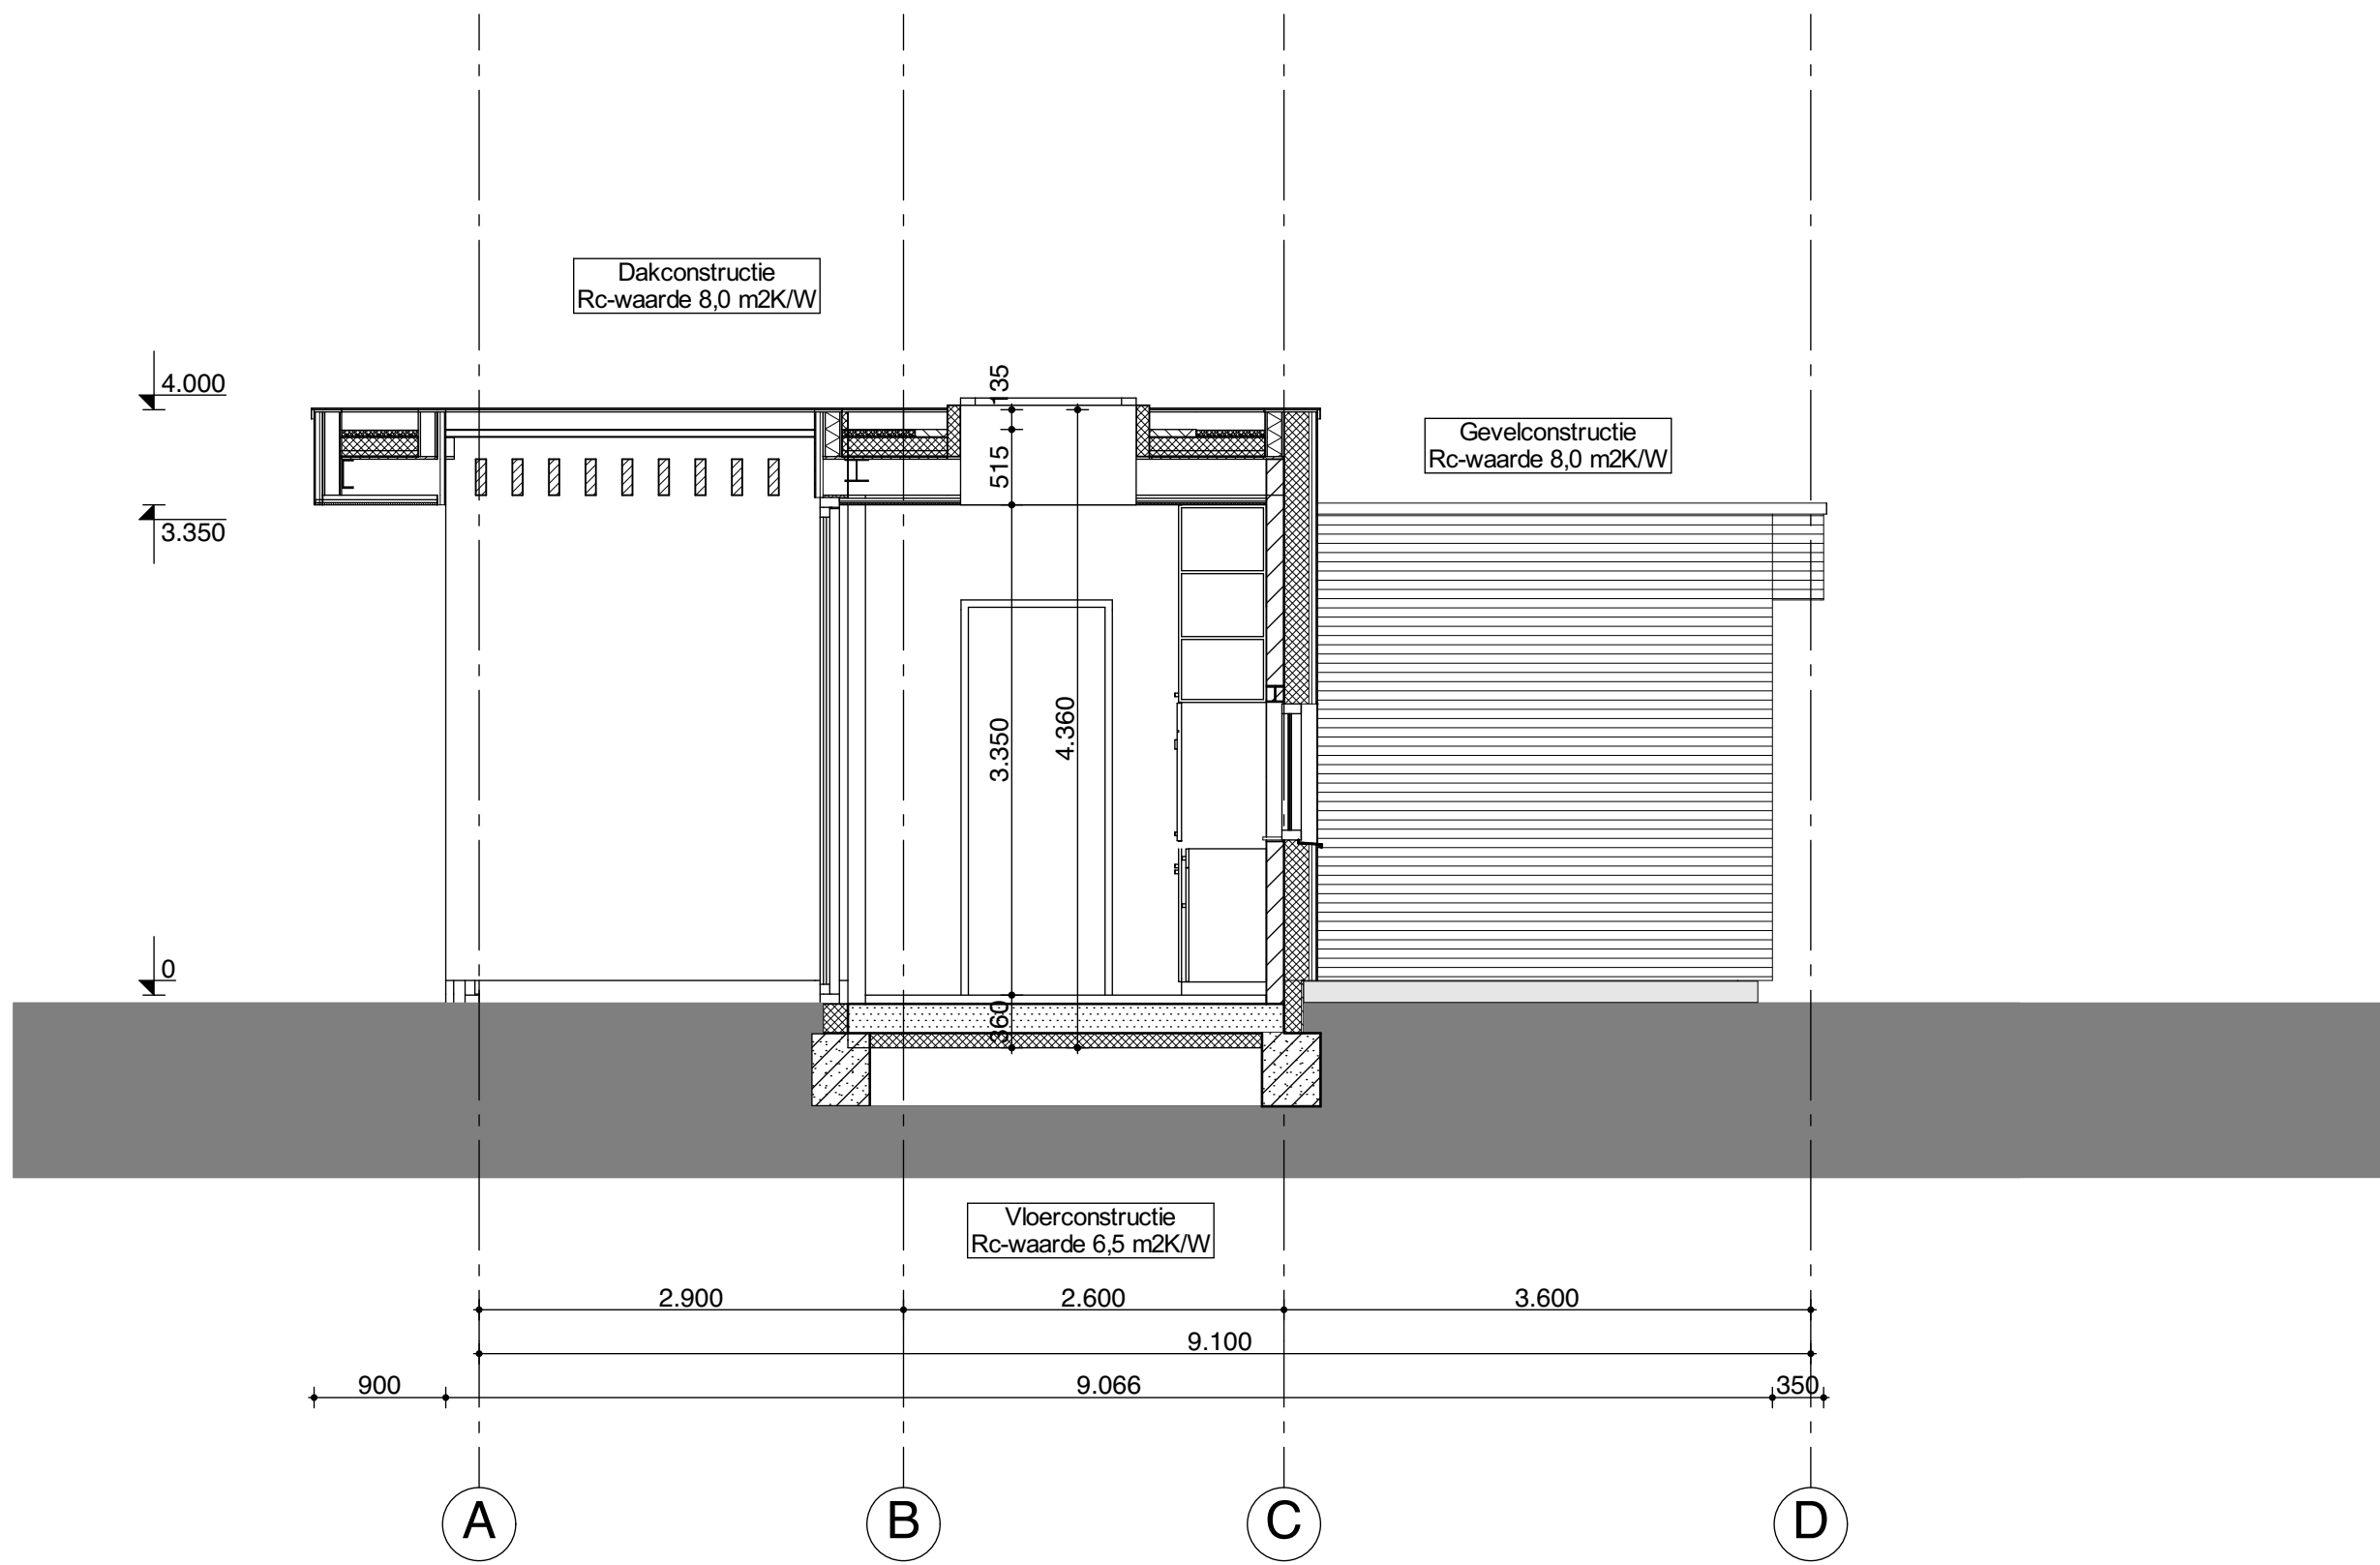 Dakconstructie
Rc-waarde 8,0 m2K/W
4.000
135
Gevelconstructie
Rc-waarde 8,0 m2K/W
515
3.350
3.350
4.360
0
360
Vloerconstructie
Rc-waarde 6,5 m2K/W
2.900
2.600
3.600
9.100
900
9.066
350
A
B
C
D